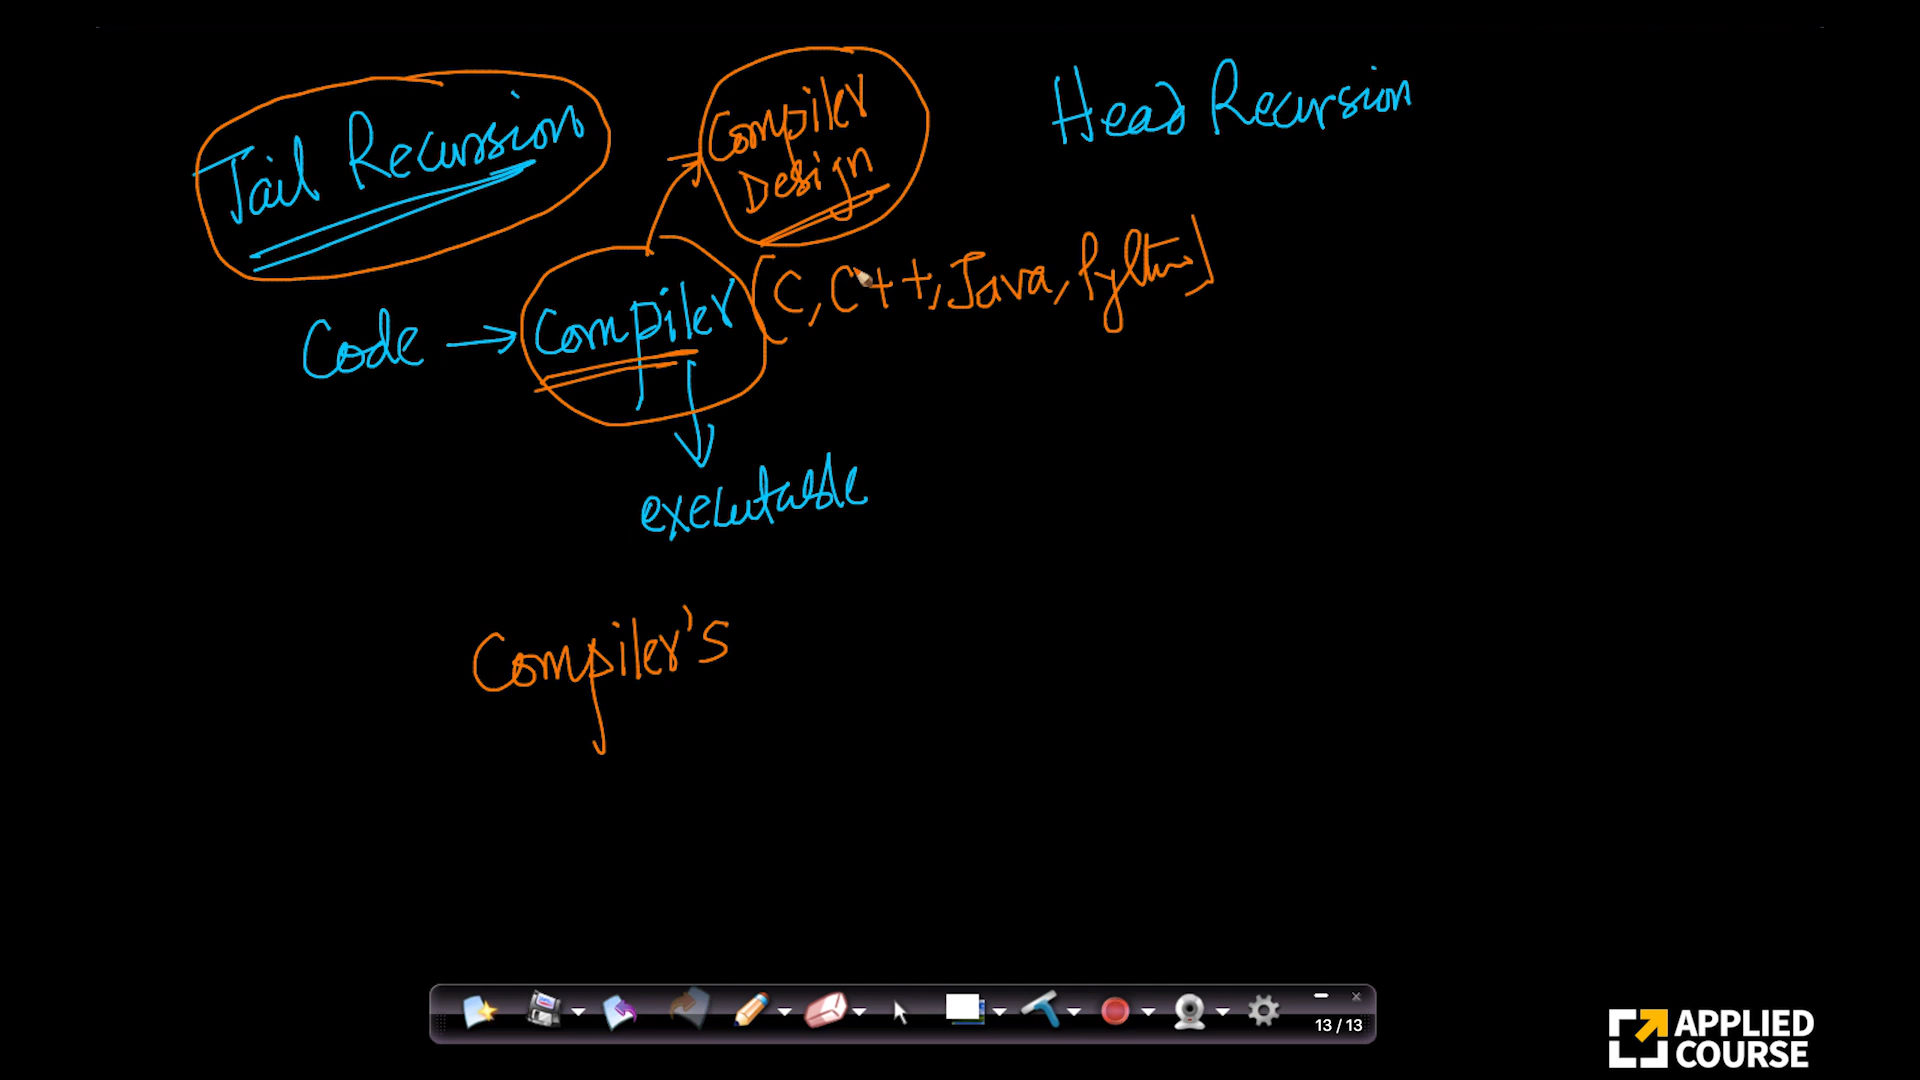 Tail Recursion
Compiler
Design
Head Recursion
Code → Compiler [C, C++, Java, Python]
executable
Compiler's
13 / 13
APPLIED
COURSE